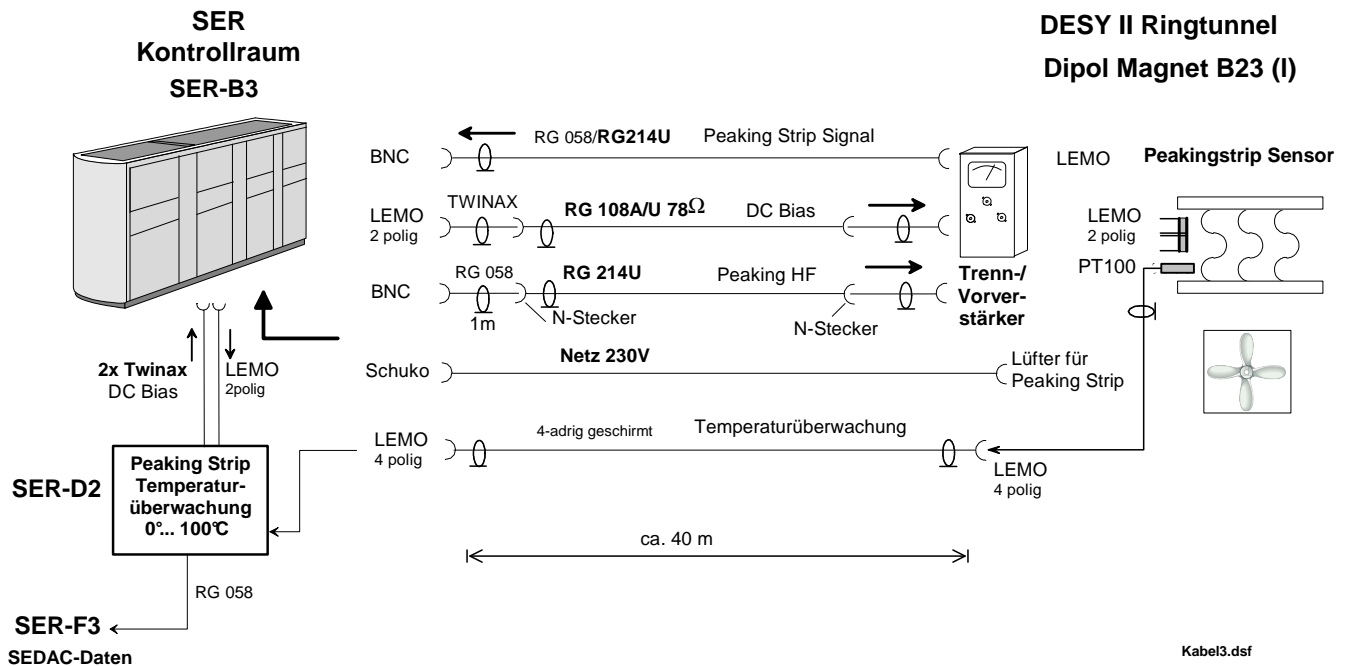 SER
Kontrollraum
SER-B3
DESY II Ringtunnel
Dipol Magnet B23 (I)
BNC
RG 058/RG214U
Peaking Strip Signal
LEMO
Peakingstrip Sensor
LEMO
2 polig
TWINAX
RG 108A/U 78Ω
DC Bias
LEMO
2 polig
PT100
BNC
RG 058
1m
RG 214U
Peaking HF
N-Stecker
N-Stecker
Trenn-/
Vorver-
stärker
2x Twinax
DC Bias
LEMO
2polig
Schuko
Netz 230V
Lüfter für
Peaking Strip
LEMO
4 polig
4-adrig geschirmt
Temperaturüberwachung
LEMO
4 polig
SER-D2
Peaking Strip
Temperatur-
überwachung
0°... 100°C
ca. 40 m
RG 058
SER-F3
SEDAC-Daten
Kabel3.dsf